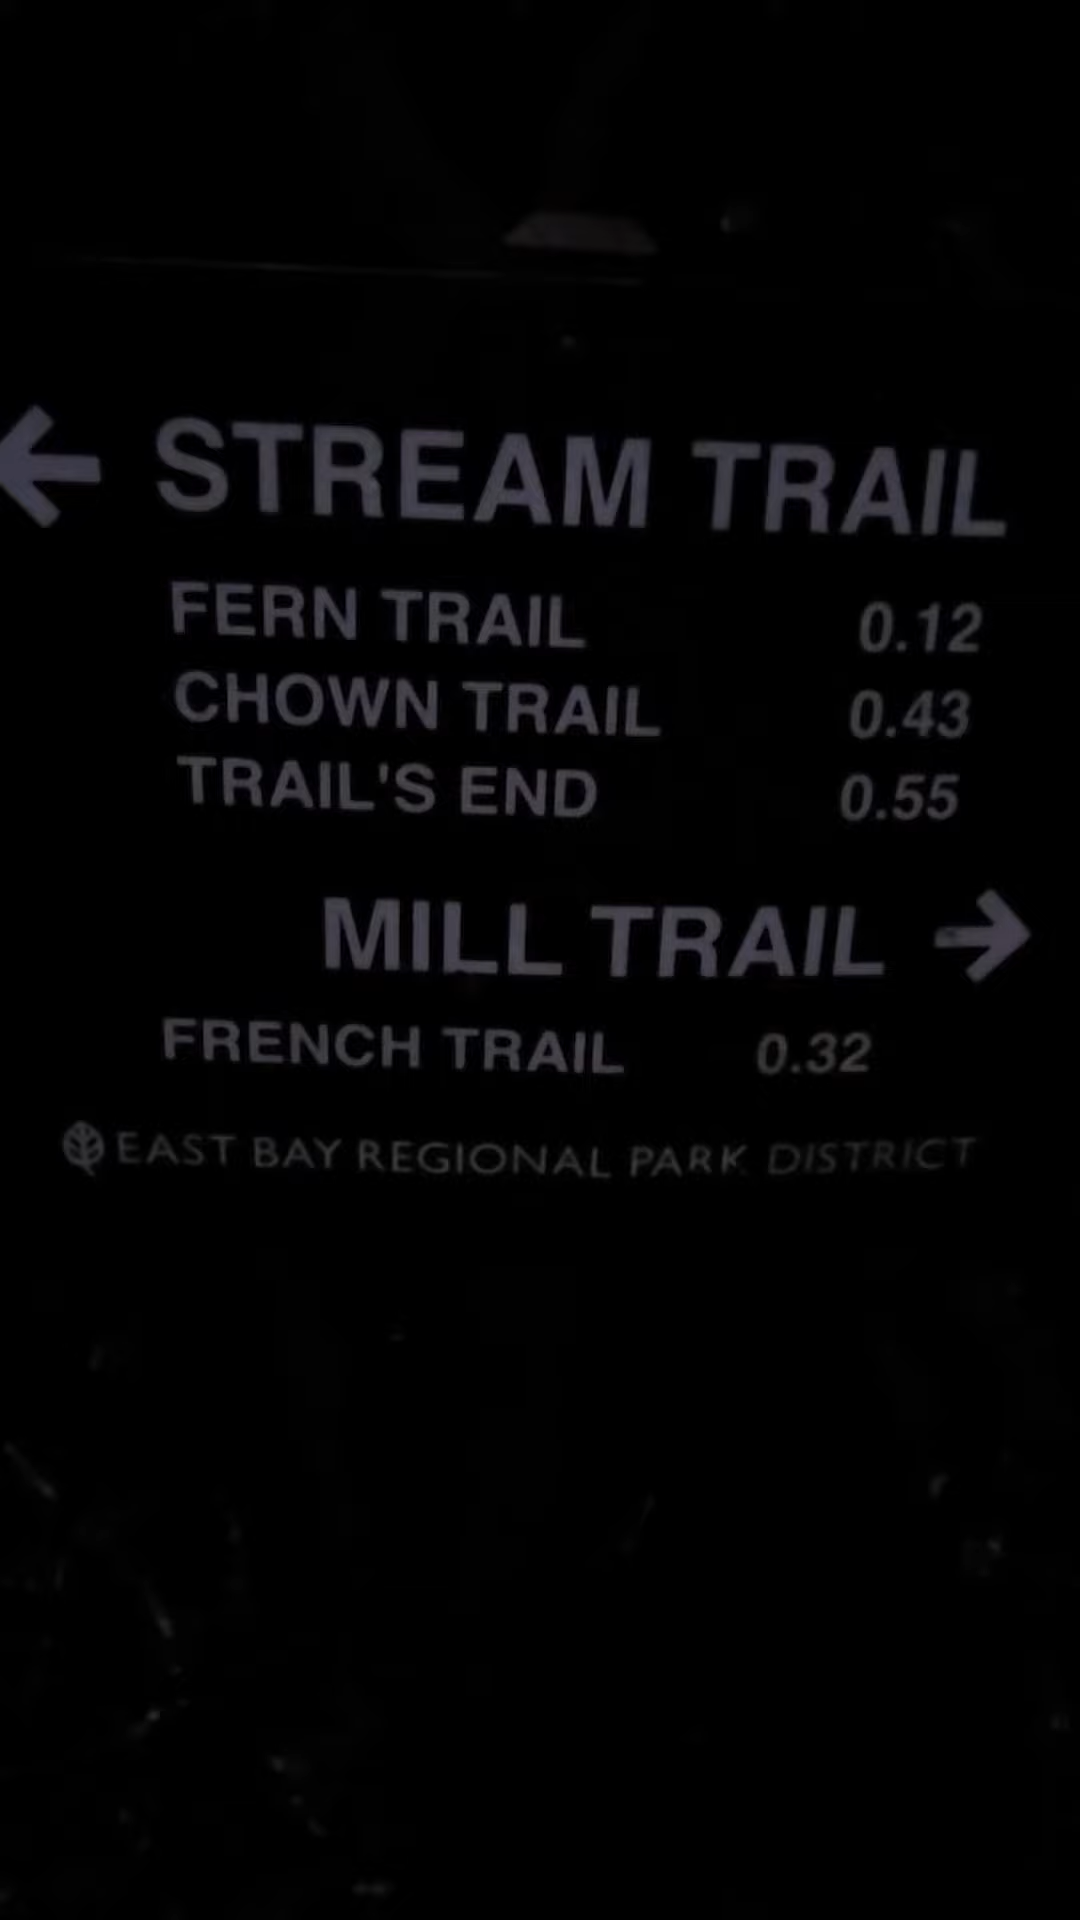 ← STREAM TRAIL
FERN TRAIL 0.12
CHOWN TRAIL 0.43
TRAIL'S END 0.55
MILL TRAIL →
FRENCH TRAIL 0.32
EAST BAY REGIONAL PARK DISTRICT